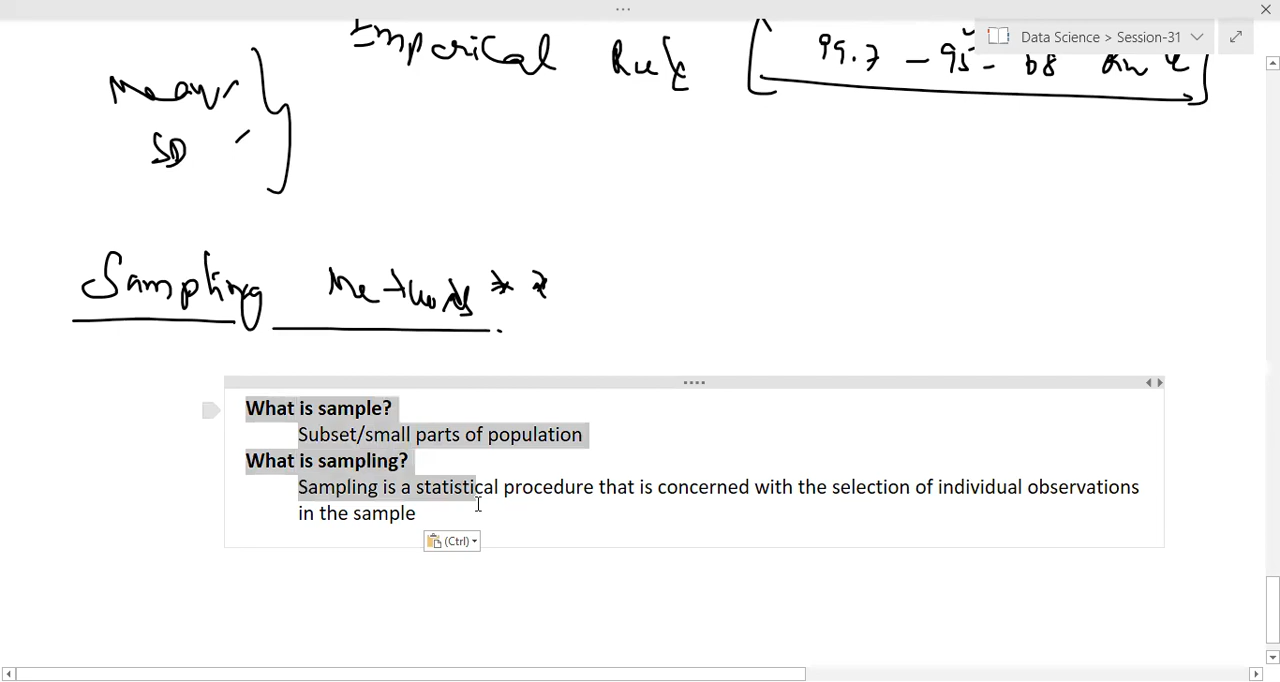 ...
Data Science > Session-31
Emperical Rule [99.7 – 95 – 68 Rule]
Mean
SD
Sampling Methods **
What is sample?
Subset/small parts of population
What is sampling?
Sampling is a statistical procedure that is concerned with the selection of individual observations
in the sample
(Ctrl)